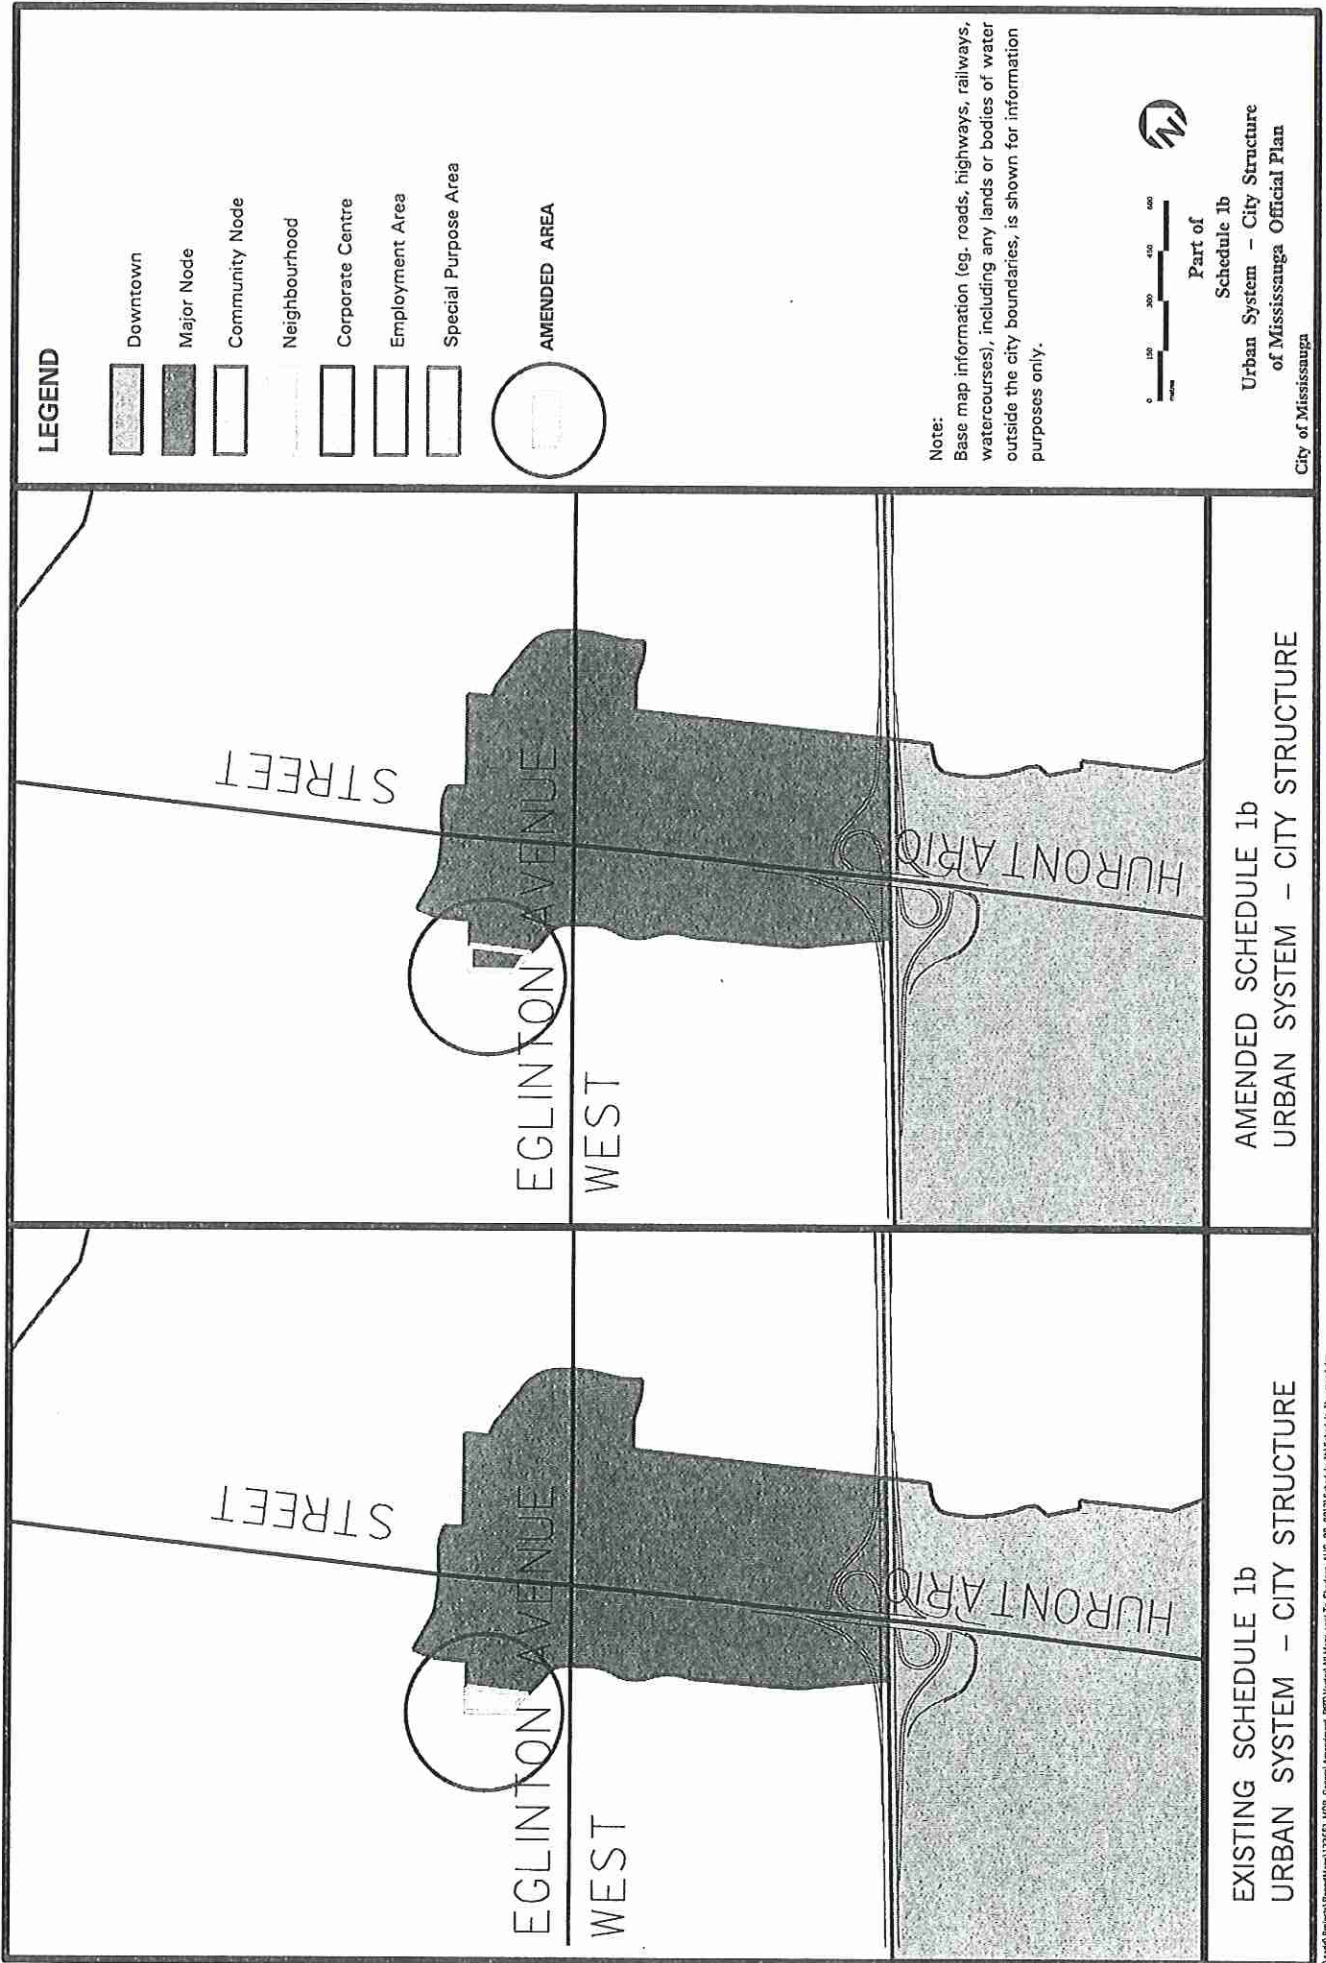 EGLINTON AVENUE
WEST
STREET
HURONTARIO
EXISTING SCHEDULE 1b
URBAN SYSTEM – CITY STRUCTURE
EGLINTON AVENUE
WEST
STREET
HURONTARIO
AMENDED SCHEDULE 1b
URBAN SYSTEM – CITY STRUCTURE
LEGEND
Downtown
Major Node
Community Node
Neighbourhood
Corporate Centre
Employment Area
Special Purpose Area
AMENDED AREA
Note:
Base map information (eg. roads, highways, railways,
watercourses), including any lands or bodies of water
outside the city boundaries, is shown for information
purposes only.
0 150 300 450 600
metres
N
Part of
Schedule 1b
Urban System – City Structure
of Mississauga Official Plan
City of Mississauga